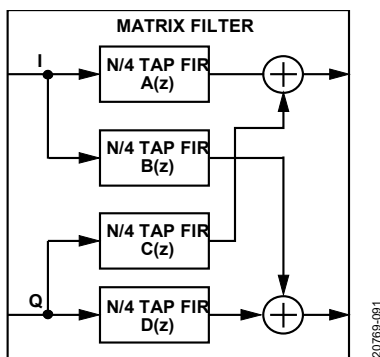 MATRIX FILTER
I
N/4 TAP FIR
A(z)
N/4 TAP FIR
B(z)
N/4 TAP FIR
C(z)
Q
N/4 TAP FIR
D(z)
20769-091